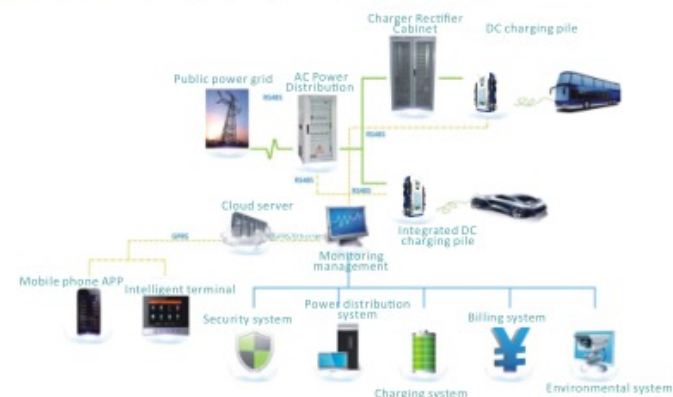 Charger Rectifier
Cabinet
DC charging pile
Public power grid
AC Power
Distribution
RS485
RS485
RS485
RS485
Cloud server
Integrated DC
charging pile
GPRS
GPRS/Ethernet
Monitoring
management
Mobile phone APP
Intelligent terminal
Security system
Power distribution
system
Billing system
Charging system
Environmental system